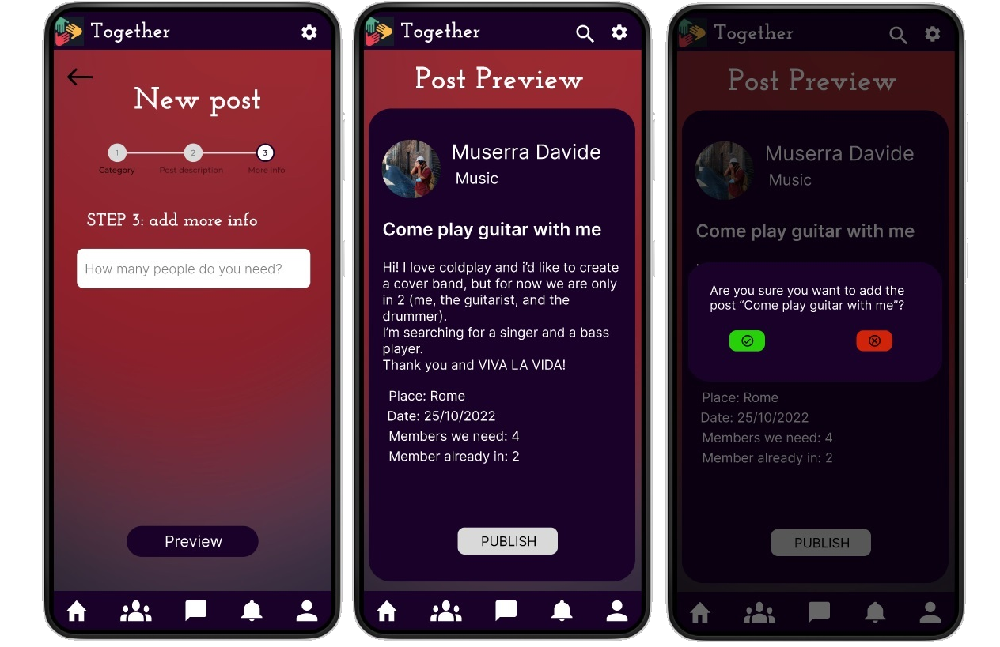 Together
New post
1
2
3
Category
Post description
More info
STEP 3: add more info
How many people do you need?
Preview
Together
Post Preview
Muserra Davide
Music
Come play guitar with me
Hi! I love coldplay and i’d like to create
a cover band, but for now we are only
in 2 (me, the guitarist, and the
drummer).
I’m searching for a singer and a bass
player.
Thank you and VIVA LA VIDA!
Place: Rome
Date: 25/10/2022
Members we need: 4
Member already in: 2
PUBLISH
Together
Post Preview
Muserra Davide
Music
Come play guitar with me
Are you sure you want to add the
post “Come play guitar with me”?
Place: Rome
Date: 25/10/2022
Members we need: 4
Member already in: 2
PUBLISH